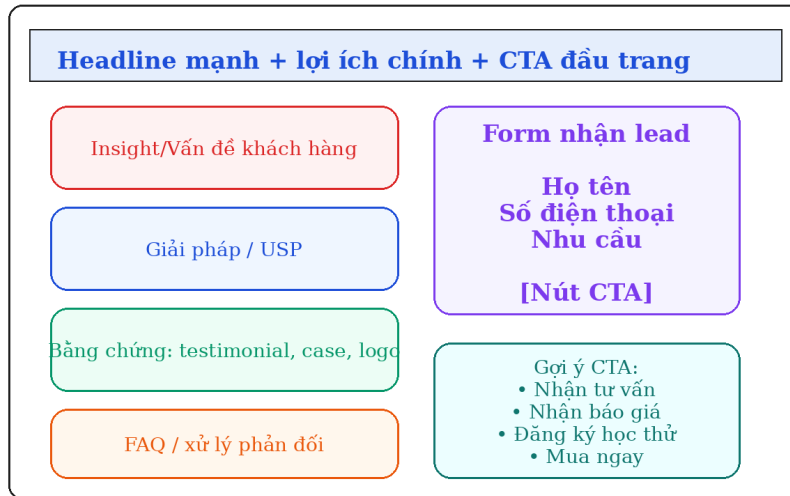 Headline mạnh + lợi ích chính + CTA đầu trang
Insight/Vấn đề khách hàng
Giải pháp / USP
Bằng chứng: testimonial, case, logo
FAQ / xử lý phản đối
Form nhận lead
Họ tên
Số điện thoại
Nhu cầu
[Nút CTA]
Gợi ý CTA:
• Nhận tư vấn
• Nhận báo giá
• Đăng ký học thử
• Mua ngay